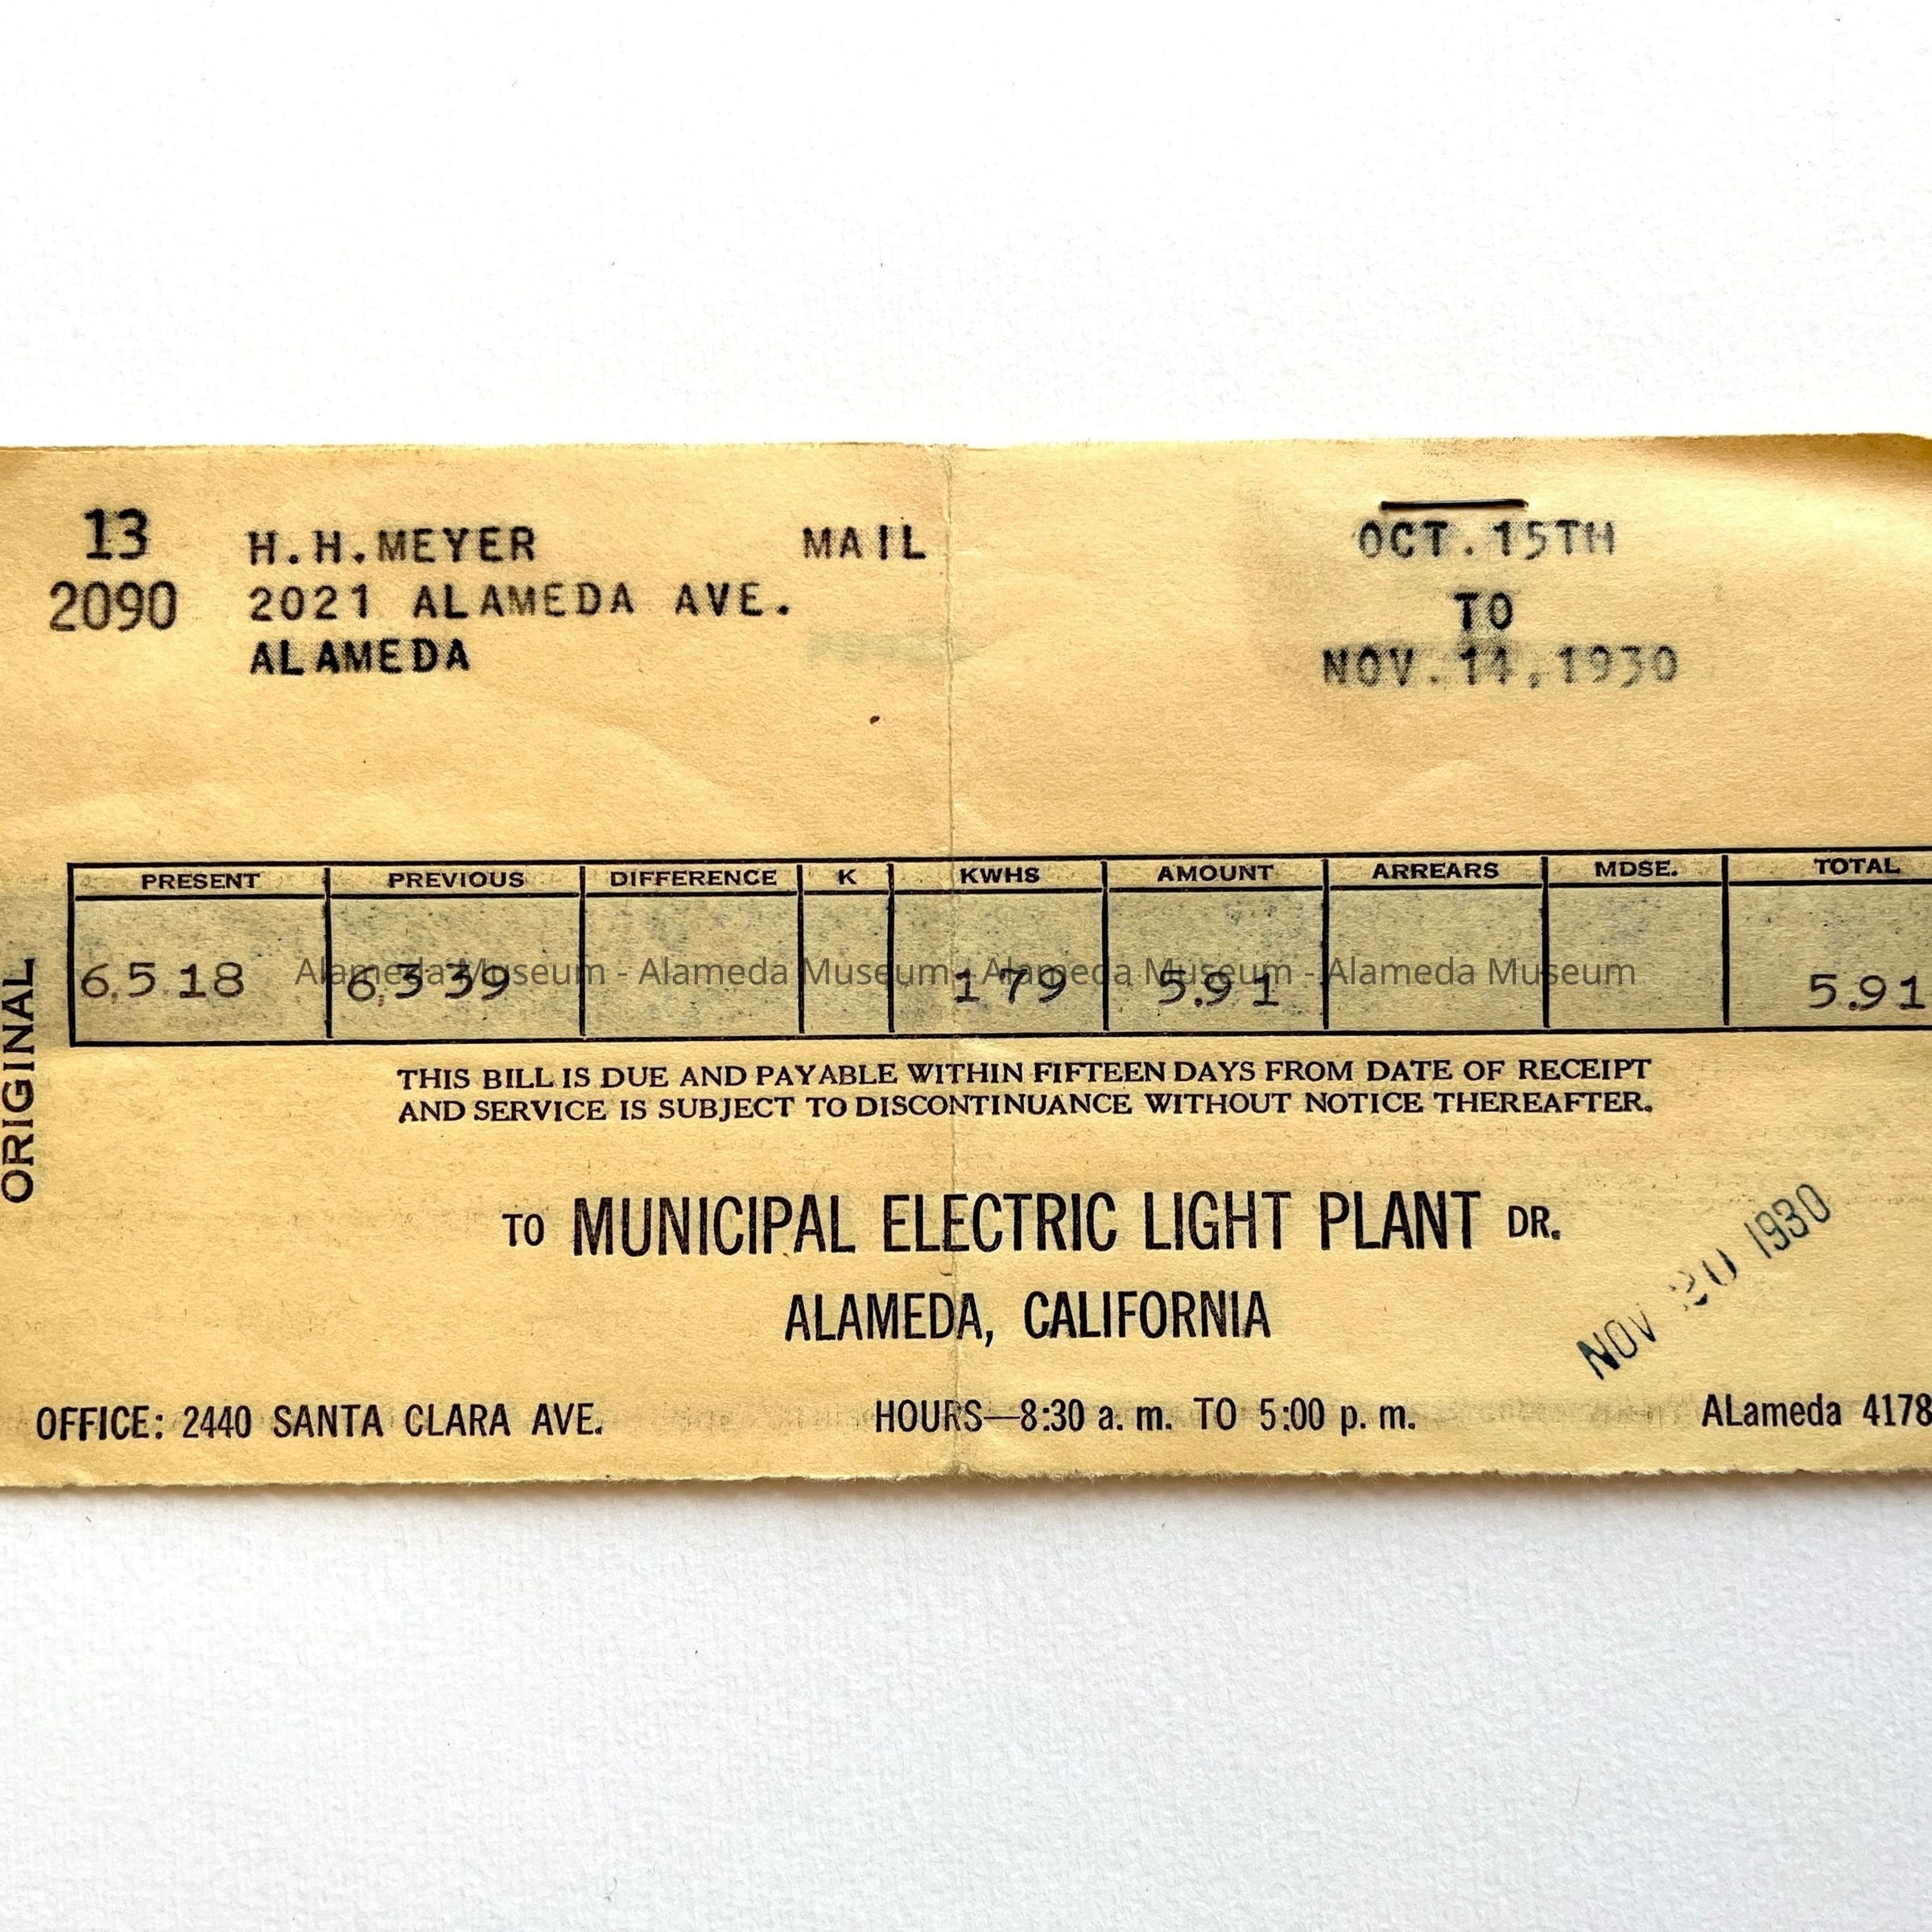 13 H.H.MEYER MAIL OCT.15TH
2090 2021 ALAMEDA AVE. TO
ALAMEDA NOV.14,1930
PRESENT PREVIOUS DIFFERENCE K KWHS AMOUNT ARREARS MDSE. TOTAL
6,518 6,339 179 5.91 5.91
Alameda Museum - Alameda Museum - Alameda Museum - Alameda Museum
ORIGINAL
THIS BILL IS DUE AND PAYABLE WITHIN FIFTEEN DAYS FROM DATE OF RECEIPT
AND SERVICE IS SUBJECT TO DISCONTINUANCE WITHOUT NOTICE THEREAFTER.
TO MUNICIPAL ELECTRIC LIGHT PLANT DR.
ALAMEDA, CALIFORNIA
NOV 20 1930
OFFICE: 2440 SANTA CLARA AVE. HOURS—8:30 a. m. TO 5:00 p. m. ALameda 4178